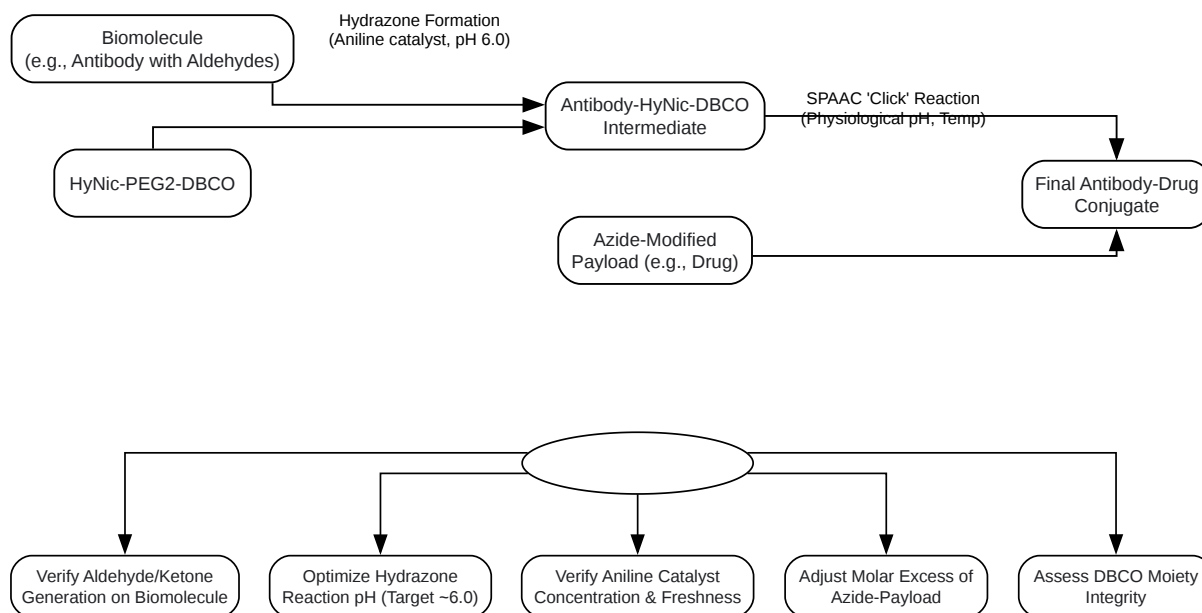 Hydrazone Formation
(Aniline catalyst, pH 6.0)
Biomolecule
(e.g., Antibody with Aldehydes)
Antibody-HyNic-DBCO
Intermediate
SPAAC 'Click' Reaction
(Physiological pH, Temp)
HyNic-PEG2-DBCO
Final Antibody-Drug
Conjugate
Azide-Modified
Payload (e.g., Drug)
Verify Aldehyde/Ketone
Generation on Biomolecule
Optimize Hydrazone
Reaction pH (Target ~6.0)
Verify Aniline Catalyst
Concentration & Freshness
Adjust Molar Excess of
Azide-Payload
Assess DBCO Moiety
Integrity